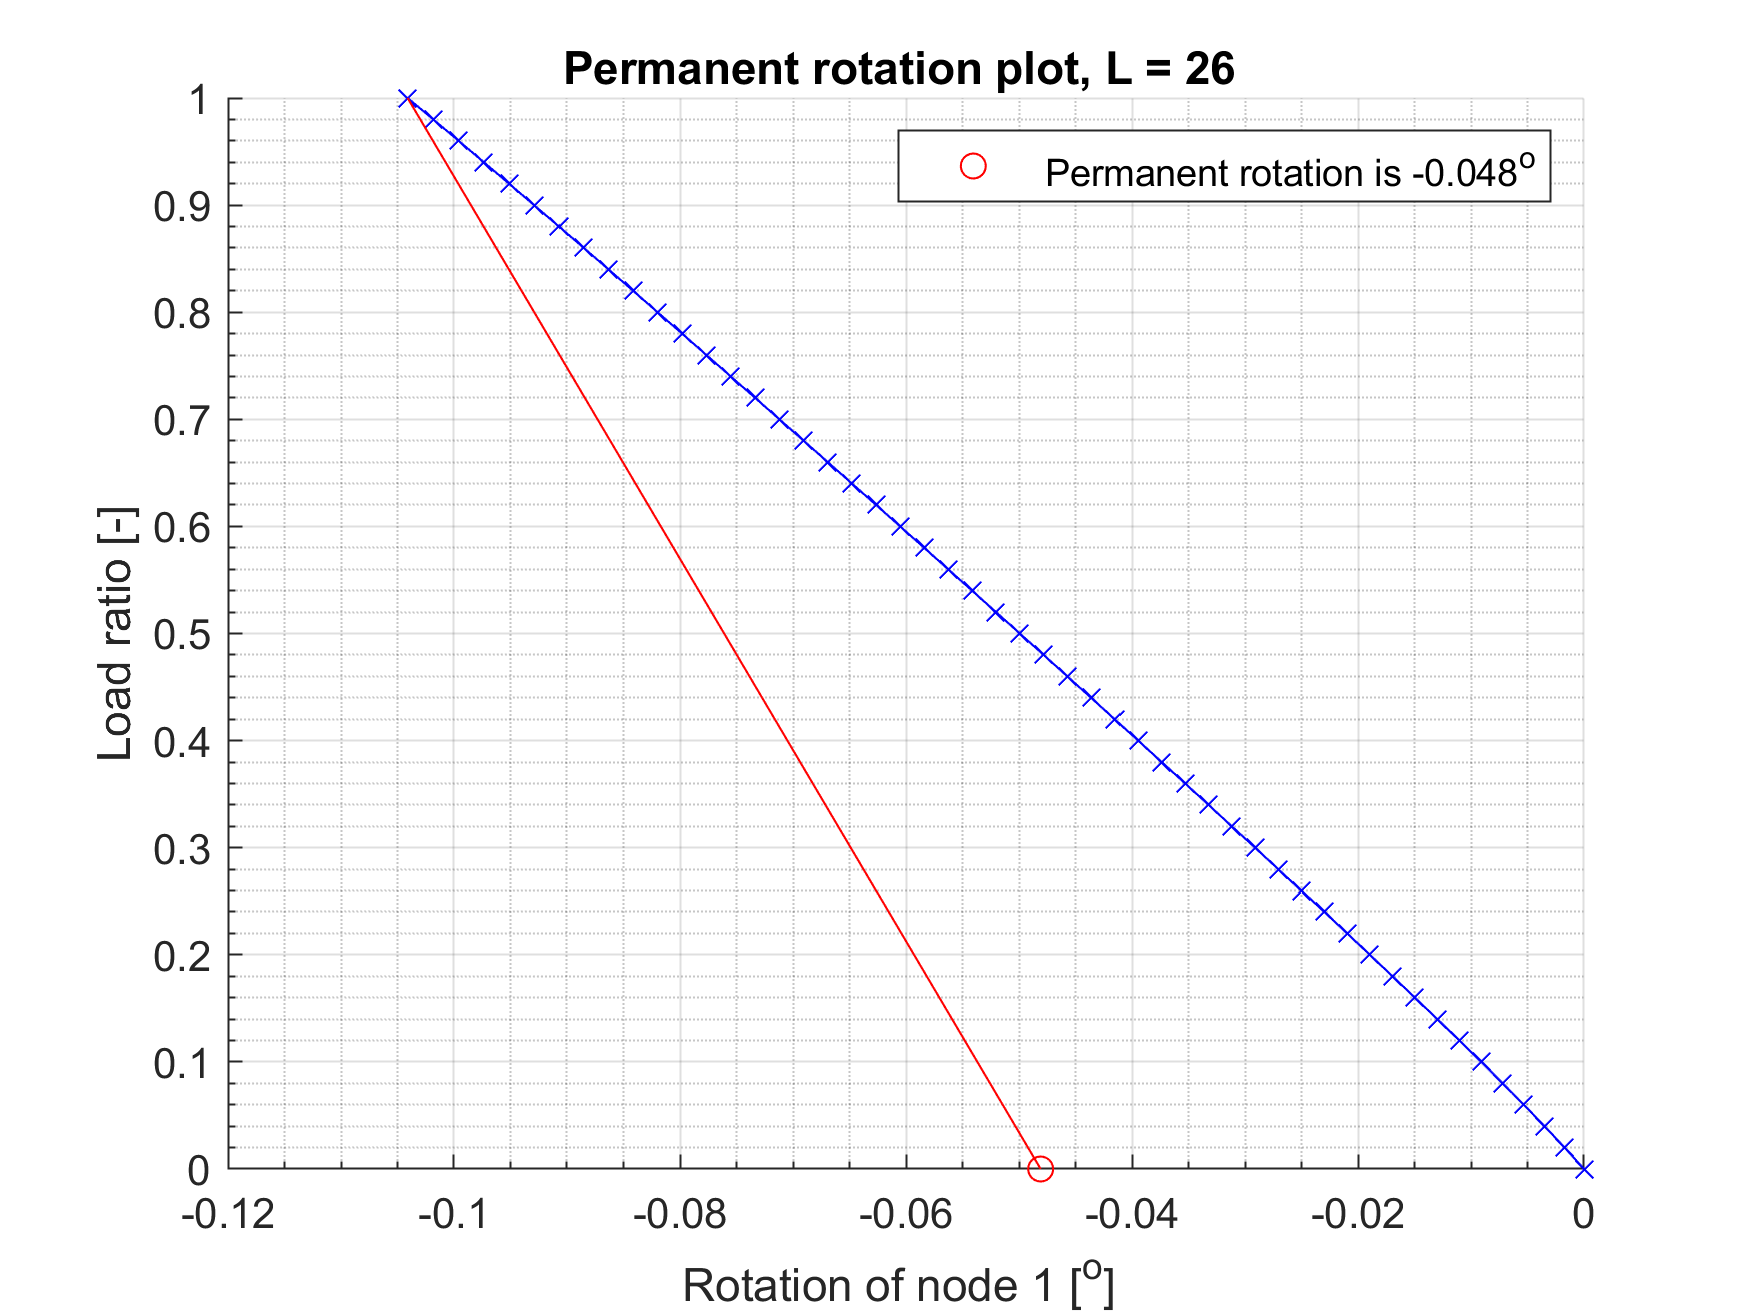 Permanent rotation plot, L = 26
Permanent rotation is -0.048o
Load ratio [-]
1
0.9
0.8
0.7
0.6
0.5
0.4
0.3
0.2
0.1
0
-0.12 -0.1 -0.08 -0.06 -0.04 -0.02 0
Rotation of node 1 [o]